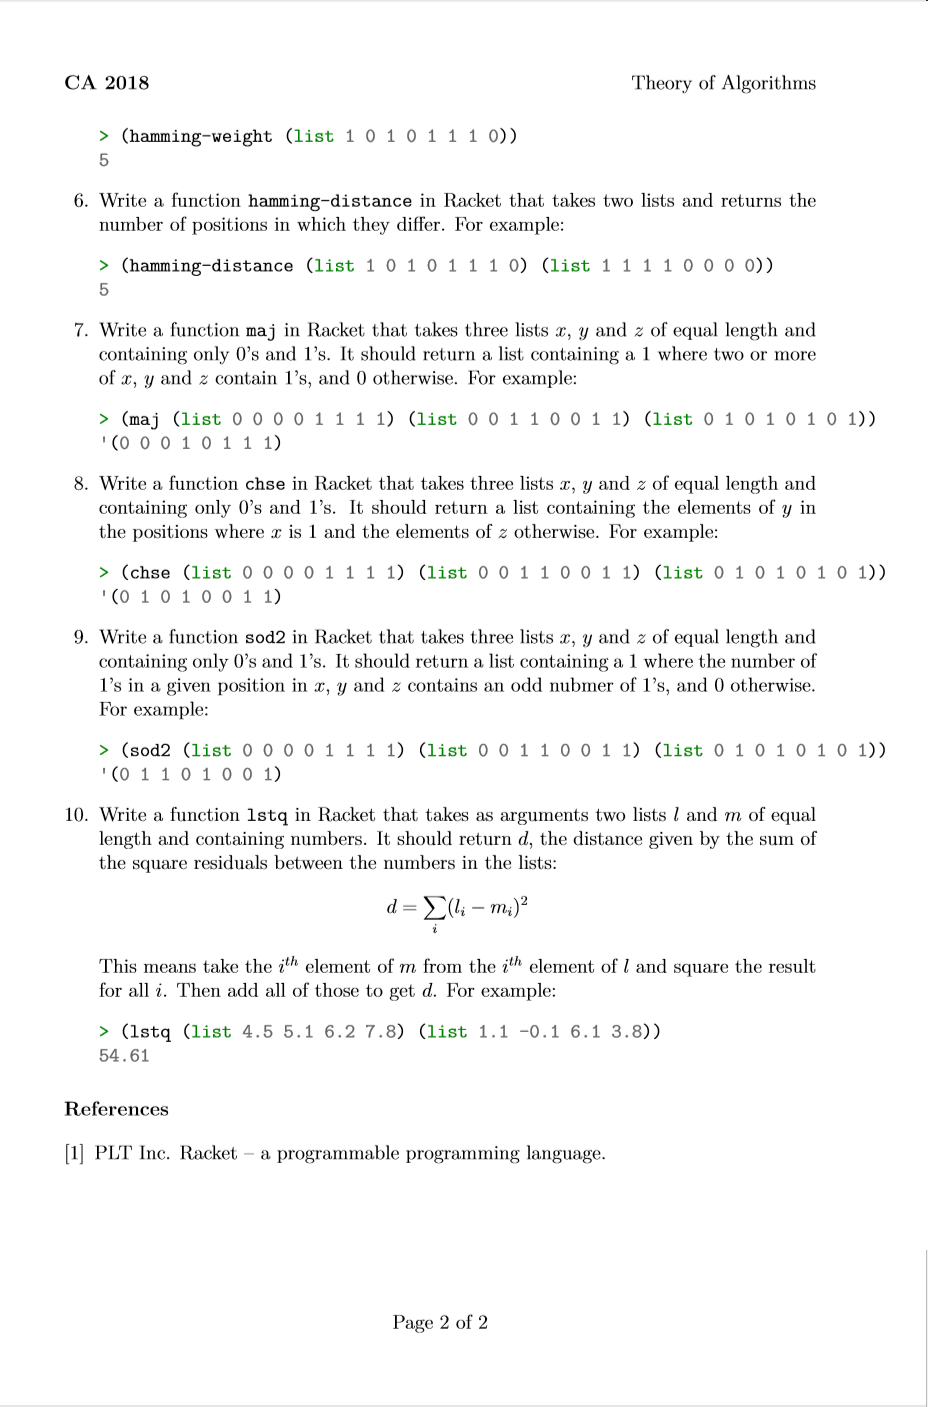 CA 2018 Theory of Algorithms
> (hamming-weight (list 1 0 1 0 1 1 1 0))
5
6. Write a function hamming-distance in Racket that takes two lists and returns the
number of positions in which they differ. For example:
> (hamming-distance (list 1 0 1 0 1 1 1 0) (list 1 1 1 1 0 0 0 0))
5
7. Write a function maj in Racket that takes three lists x, y and z of equal length and
containing only 0's and 1's. It should return a list containing a 1 where two or more
of x, y and z contain 1's, and 0 otherwise. For example:
> (maj (list 0 0 0 0 1 1 1 1) (list 0 0 1 1 0 0 1 1) (list 0 1 0 1 0 1 0 1))
'(0 0 0 1 0 1 1 1)
8. Write a function chse in Racket that takes three lists x, y and z of equal length and
containing only 0's and 1's. It should return a list containing the elements of y in
the positions where x is 1 and the elements of z otherwise. For example:
> (chse (list 0 0 0 0 1 1 1 1) (list 0 0 1 1 0 0 1 1) (list 0 1 0 1 0 1 0 1))
'(0 1 0 1 0 0 1 1)
9. Write a function sod2 in Racket that takes three lists x, y and z of equal length and
containing only 0's and 1's. It should return a list containing a 1 where the number of
1's in a given position in x, y and z contains an odd nubmer of 1's, and 0 otherwise.
For example:
> (sod2 (list 0 0 0 0 1 1 1 1) (list 0 0 1 1 0 0 1 1) (list 0 1 0 1 0 1 0 1))
'(0 1 1 0 1 0 0 1)
10. Write a function lstq in Racket that takes as arguments two lists l and m of equal
length and containing numbers. It should return d, the distance given by the sum of
the square residuals between the numbers in the lists:
d = ∑i(li − mi)²
This means take the ith element of m from the ith element of l and square the result
for all i. Then add all of those to get d. For example:
> (lstq (list 4.5 5.1 6.2 7.8) (list 1.1 -0.1 6.1 3.8))
54.61
References
[1] PLT Inc. Racket – a programmable programming language.
Page 2 of 2